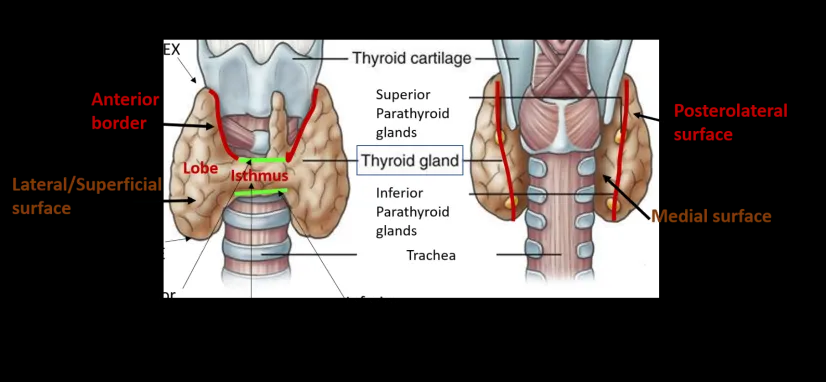 EX
Thyroid cartilage
Anterior
border
Superior
Parathyroid
glands
Posterolateral
surface
Lobe
Isthmus
Thyroid gland
Lateral/Superficial
surface
Inferior
Parathyroid
glands
Medial surface
Trachea
or